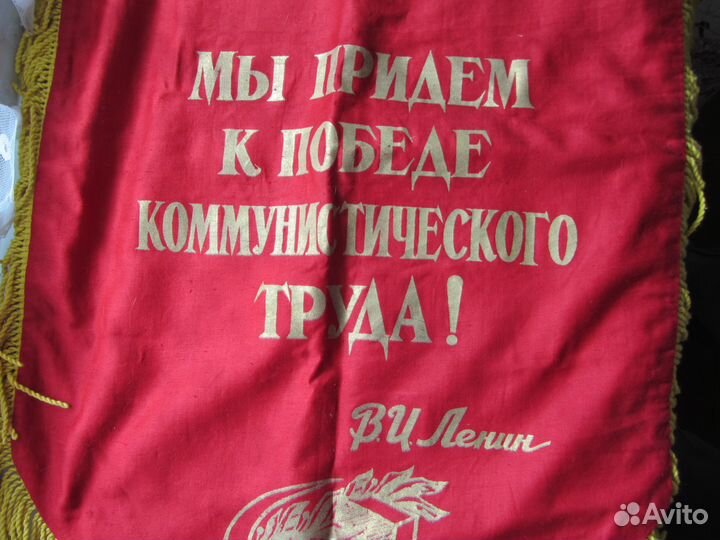 МЫ ПРИДЕМ
К ПОБЕДЕ
КОММУНИСТИЧЕСКОГО
ТРУДА!
В.И. Ленин
Avito